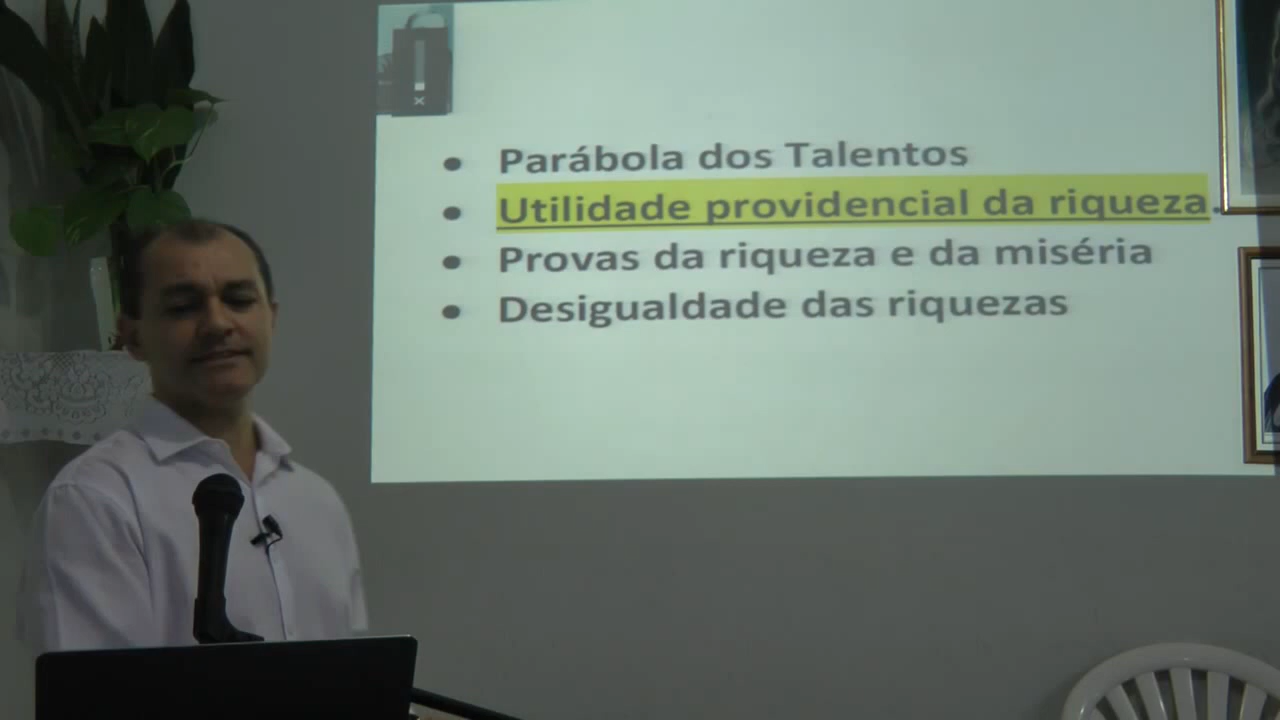 • Parábola dos Talentos
• Utilidade providencial da riqueza.
• Provas da riqueza e da miséria
• Desigualdade das riquezas